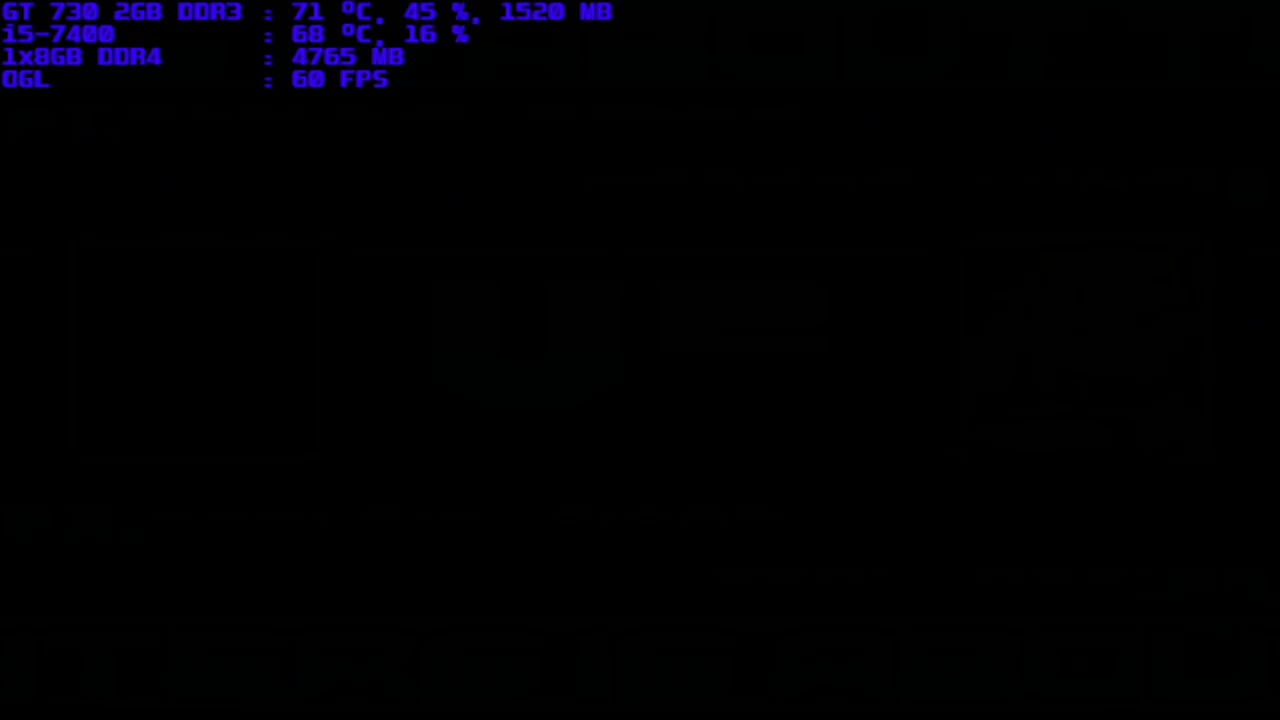 GT 730 2GB DDR3 : 71 ºC, 45 %, 1520 MB
i5-7400 : 68 ºC, 16 %
1x8GB DDR4 : 4765 MB
OGL : 60 FPS